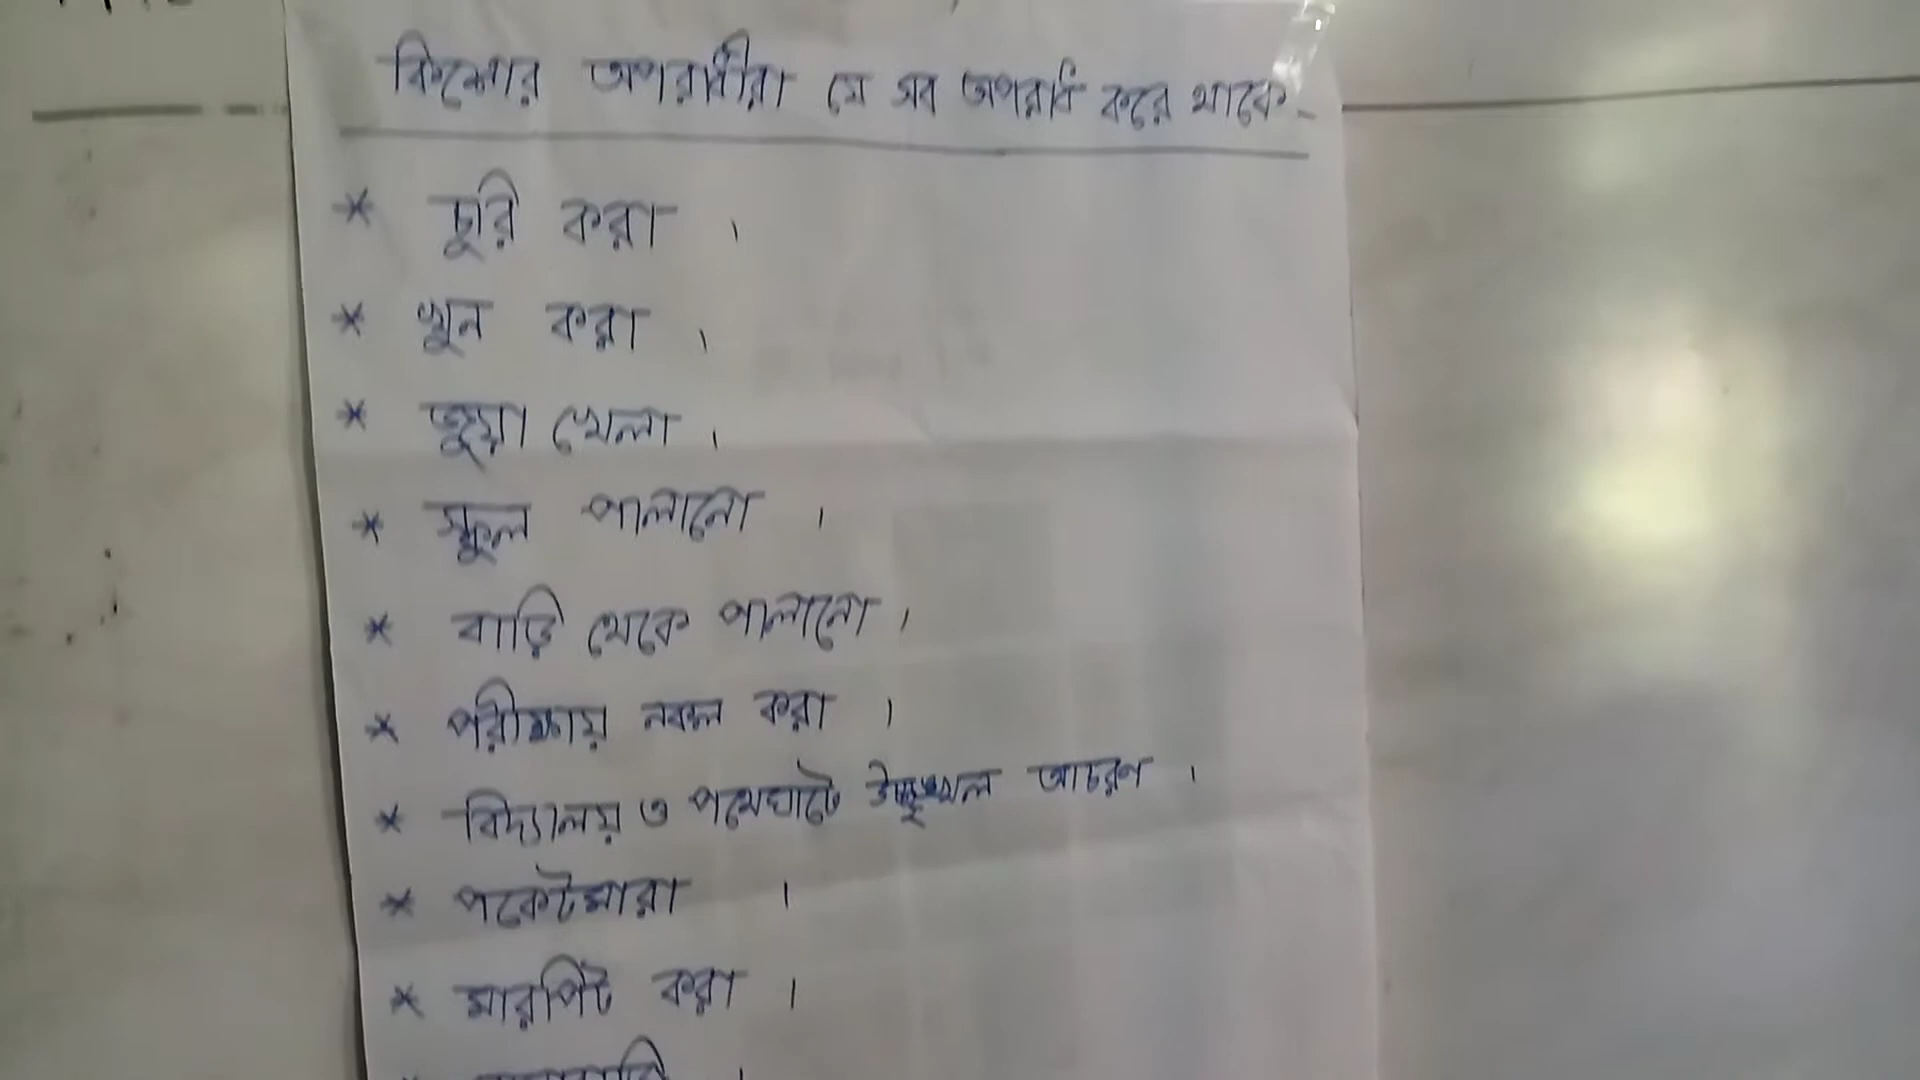 কিশোর অপরাধীরা যে সব অপরাধ করে থাকে-
* চুরি করা ।
* খুন করা ।
* জুয়া খেলা ।
* স্কুল পালানো ।
* বাড়ি থেকে পালানো ।
* পরীক্ষায় নকল করা ।
* বিদ্যালয় ও পথেঘাটে উচ্ছৃঙ্খল আচরণ ।
* পকেটমারা ।
* মারপিট করা ।